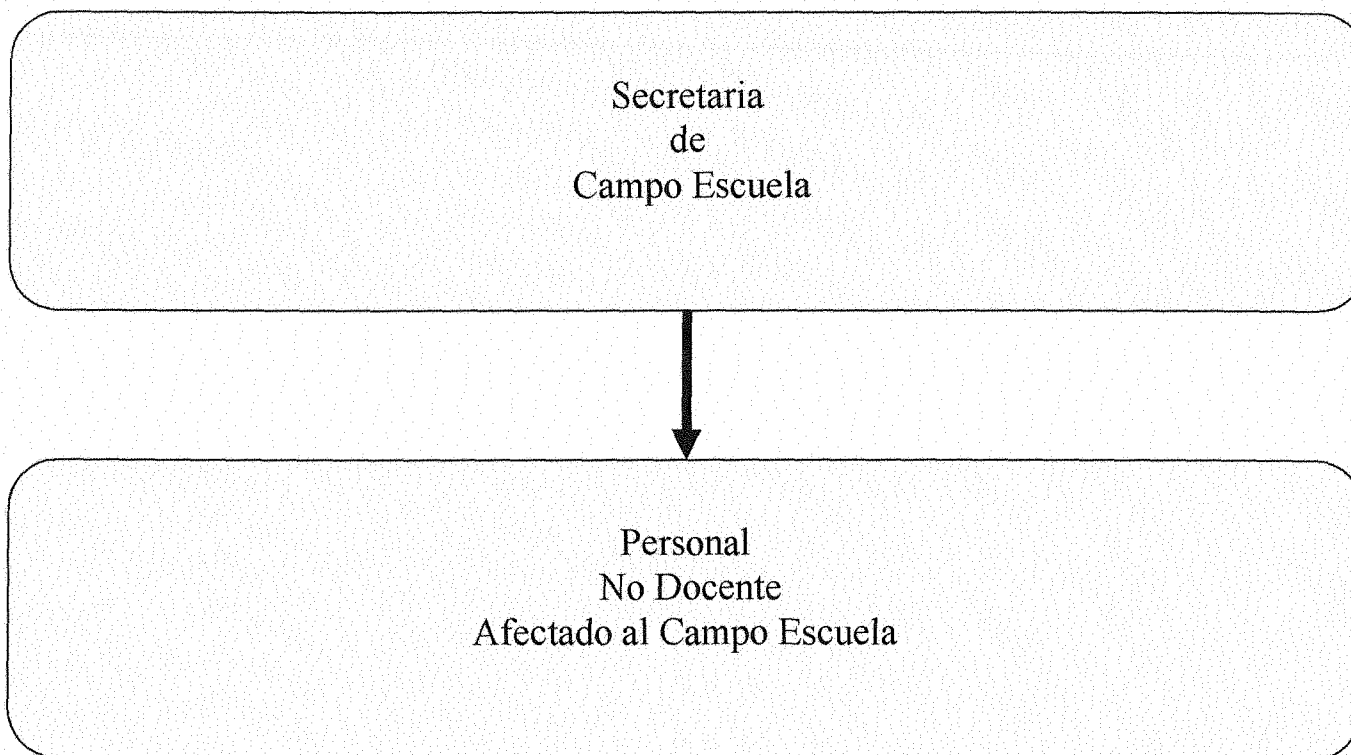 Secretaria
de
Campo Escuela
Personal
No Docente
Afectado al Campo Escuela